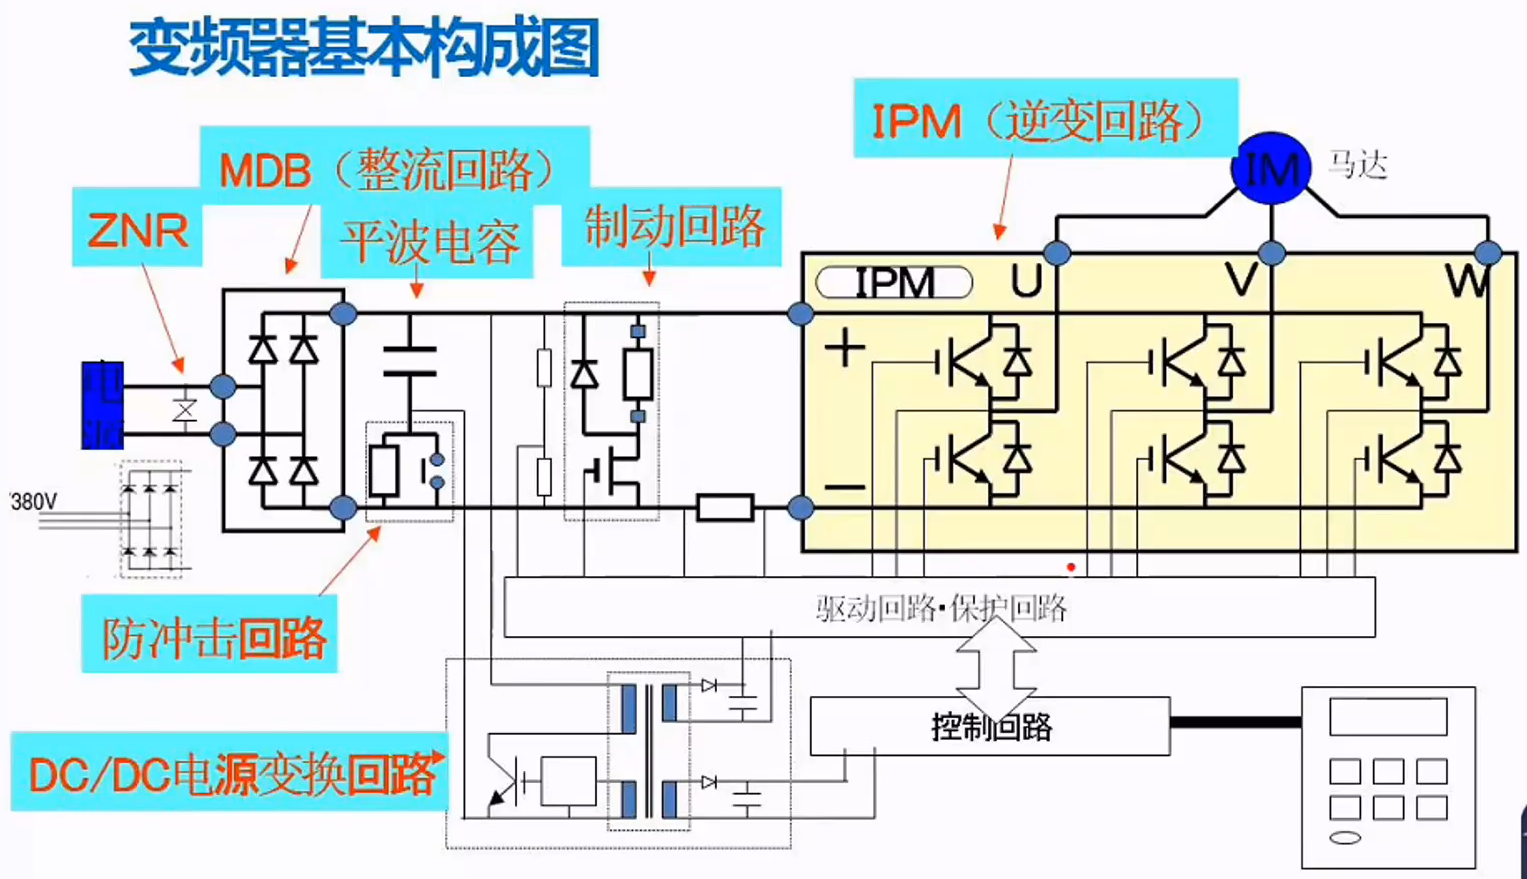 变频器基本构成图
IPM（逆变回路）
MDB（整流回路）
IM
马达
ZNR
平波电容
制动回路
IPM
U
V
W
+
−
380V
驱动回路·保护回路
防冲击回路
控制回路
DC/DC电源变换回路